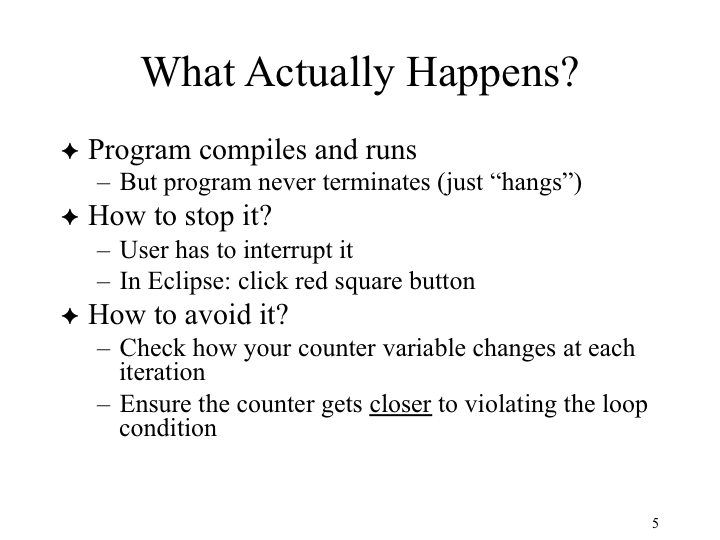 What Actually Happens?
✦ Program compiles and runs
– But program never terminates (just “hangs”)
✦ How to stop it?
– User has to interrupt it
– In Eclipse: click red square button
✦ How to avoid it?
– Check how your counter variable changes at each
iteration
– Ensure the counter gets closer to violating the loop
condition
5